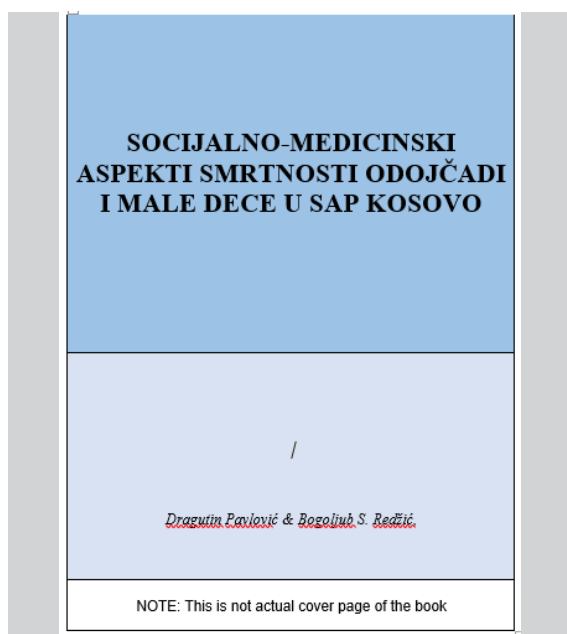 SOCIJALNO-MEDICINSKI
ASPEKTI SMRTNOSTI ODOJČADI
I MALE DECE U SAP KOSOVO
/
Dragutin Pavlović & Bogoljub S. Redžić.
NOTE: This is not actual cover page of the book